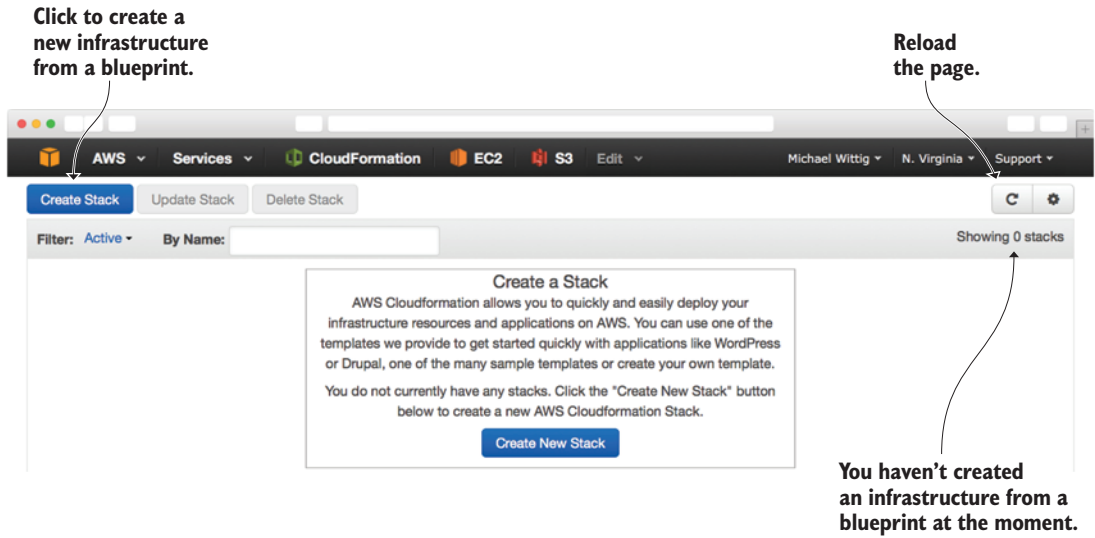 Click to create a
new infrastructure
from a blueprint.
Reload
the page.
AWS Services CloudFormation EC2 S3 Edit Michael Wittig N. Virginia Support
Create Stack Update Stack Delete Stack
Filter: Active By Name: Showing 0 stacks
Create a Stack
AWS Cloudformation allows you to quickly and easily deploy your
infrastructure resources and applications on AWS. You can use one of the
templates we provide to get started quickly with applications like WordPress
or Drupal, one of the many sample templates or create your own template.
You do not currently have any stacks. Click the "Create New Stack" button
below to create a new AWS Cloudformation Stack.
Create New Stack
You haven’t created
an infrastructure from a
blueprint at the moment.